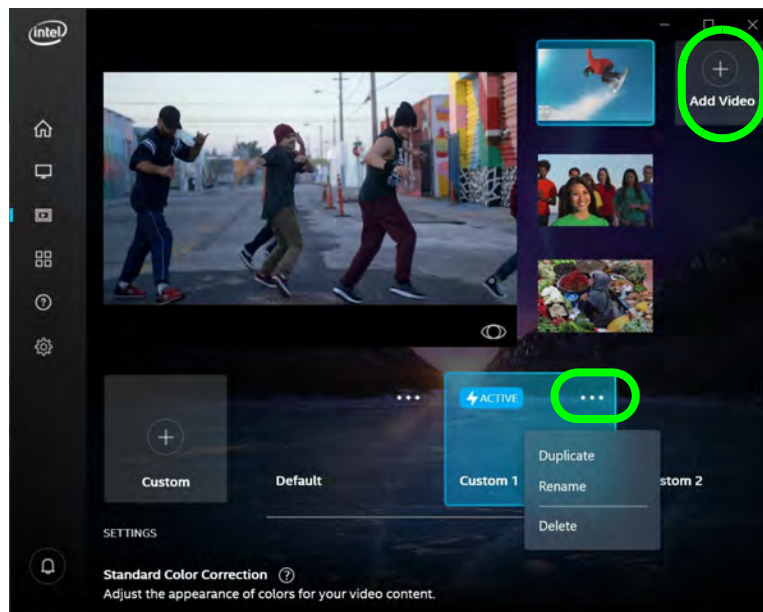 intel
Add Video
ACTIVE
Custom
Default
Custom 1
stom 2
Duplicate
Rename
Delete
SETTINGS
Standard Color Correction ?
Adjust the appearance of colors for your video content.